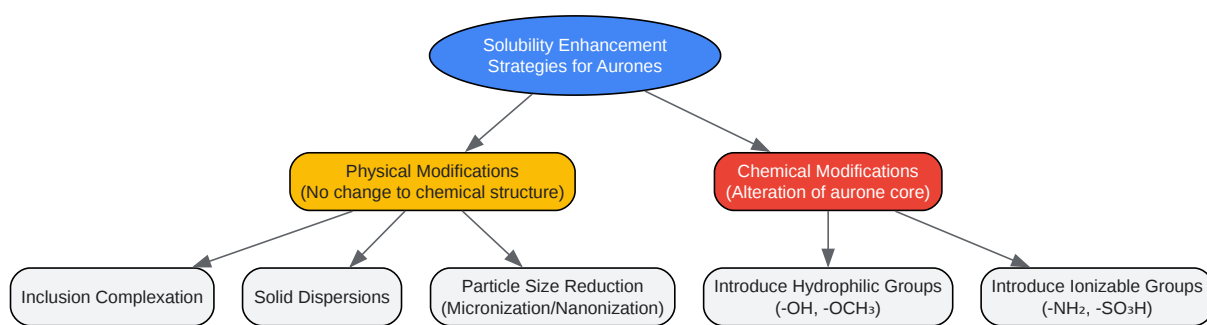 Solubility Enhancement
Strategies for Aurones
Physical Modifications
(No change to chemical structure)
Chemical Modifications
(Alteration of aurone core)
Inclusion Complexation
Solid Dispersions
Particle Size Reduction
(Micronization/Nanonization)
Introduce Hydrophilic Groups
(-OH, -OCH₃)
Introduce Ionizable Groups
(-NH₂, -SO₃H)